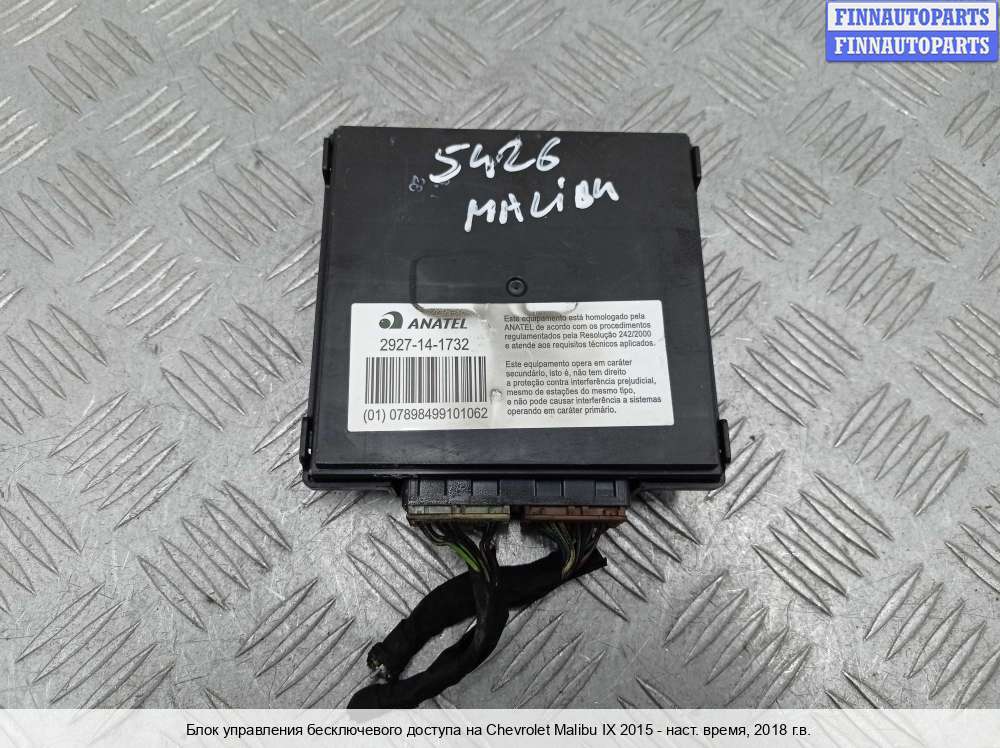 FINNAUTOPARTS
FINNAUTOPARTS
5426
MALiBU
ANATEL
2927-14-1732
(01) 07898499101062
Este equipamento está homologado pela
ANATEL de acordo com os procedimentos
regulamentados pela Resolução 242/2000
e atende aos requisitos técnicos aplicados.
Este equipamento opera em caráter
secundário, isto é, não tem direito
a proteção contra interferência prejudicial,
mesmo de estações do mesmo tipo,
e não pode causar interferência a sistemas
operando em caráter primário.
Блок управления бесключевого доступа на Chevrolet Malibu IX 2015 - наст. время, 2018 г.в.